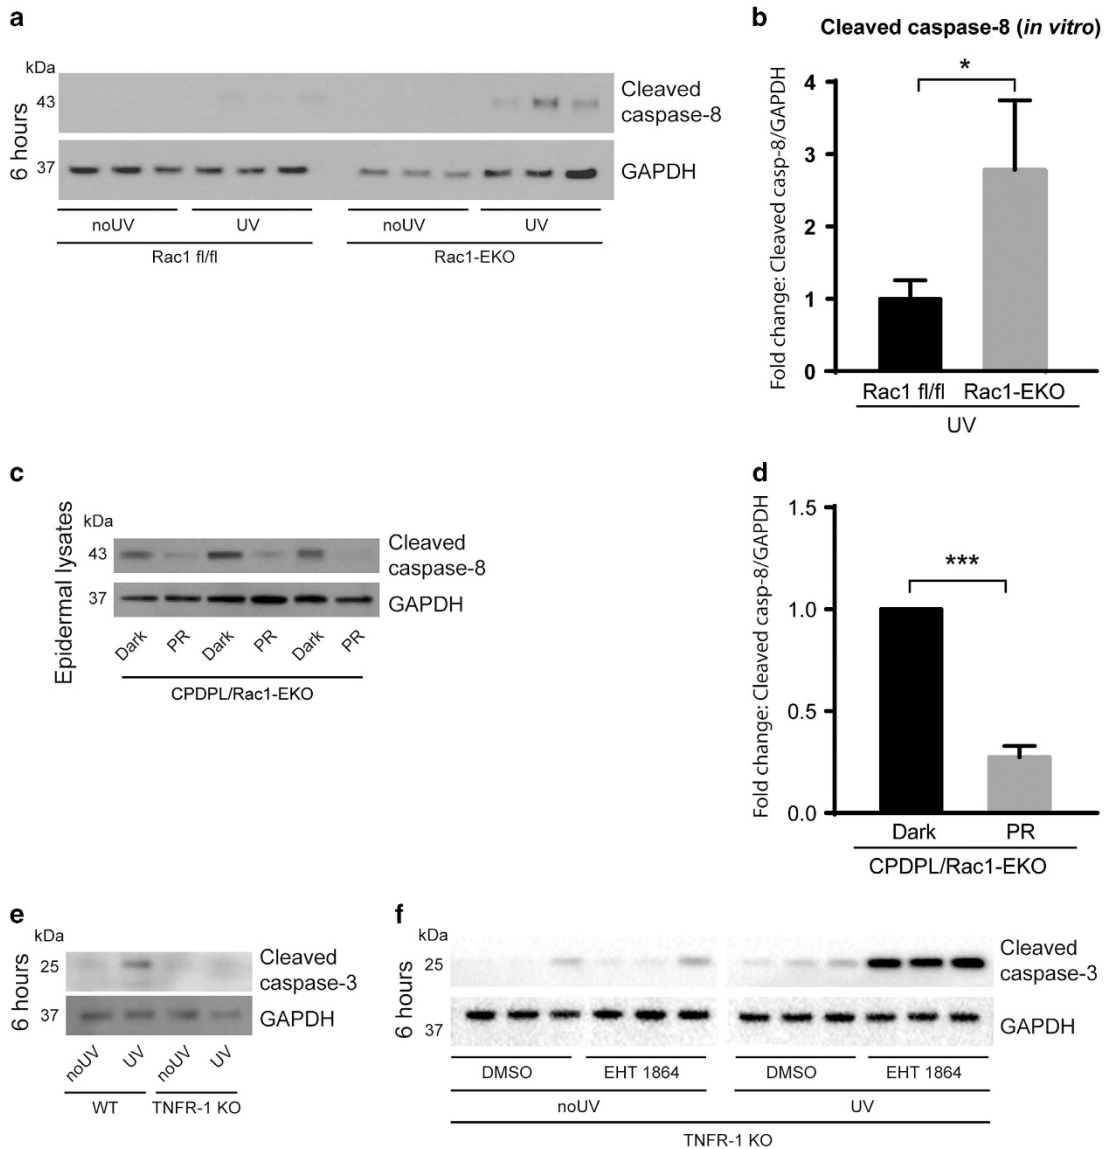 a
kDa
6 hours
43
Cleaved
caspase-8
37
GAPDH
noUV
UV
noUV
UV
Rac1 fl/fl
Rac1-EKO
b
Cleaved caspase-8 (in vitro)
Fold change: Cleaved casp-8/GAPDH
4
3
2
1
0
*
Rac1 fl/fl
Rac1-EKO
UV
c
Epidermal lysates
kDa
43
Cleaved
caspase-8
37
GAPDH
Dark
PR
Dark
PR
Dark
PR
CPDPL/Rac1-EKO
d
Fold change: Cleaved casp-8/GAPDH
1.5
1.0
0.5
0.0
***
Dark
PR
CPDPL/Rac1-EKO
e
6 hours
kDa
25
Cleaved
caspase-3
37
GAPDH
noUV
UV
noUV
UV
WT
TNFR-1 KO
f
6 hours
kDa
25
Cleaved
caspase-3
37
GAPDH
DMSO
EHT 1864
DMSO
EHT 1864
noUV
UV
TNFR-1 KO